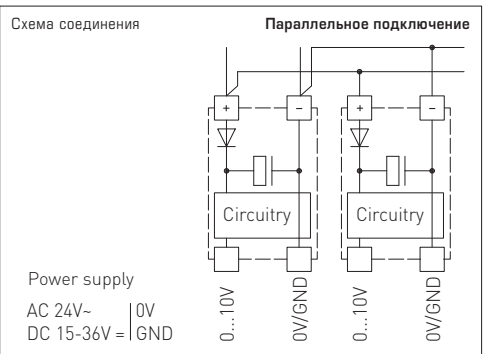 Схема соединения
Параллельное подключение
+ − + −
Circuitry Circuitry
Power supply
AC 24V~ 0V
DC 15-36V = GND
0...10V
0V/GND
0...10V
0V/GND